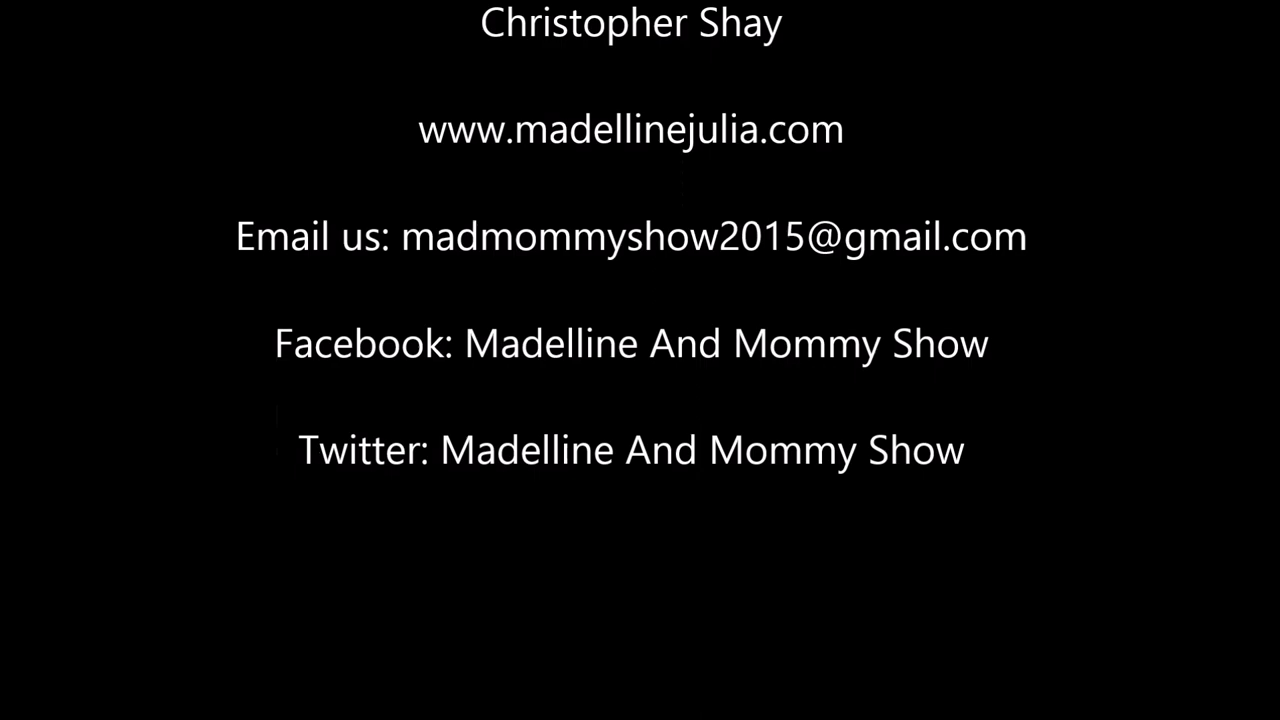 Christopher Shay
www.madellinejulia.com
Email us: madmommyshow2015@gmail.com
Facebook: Madelline And Mommy Show
Twitter: Madelline And Mommy Show